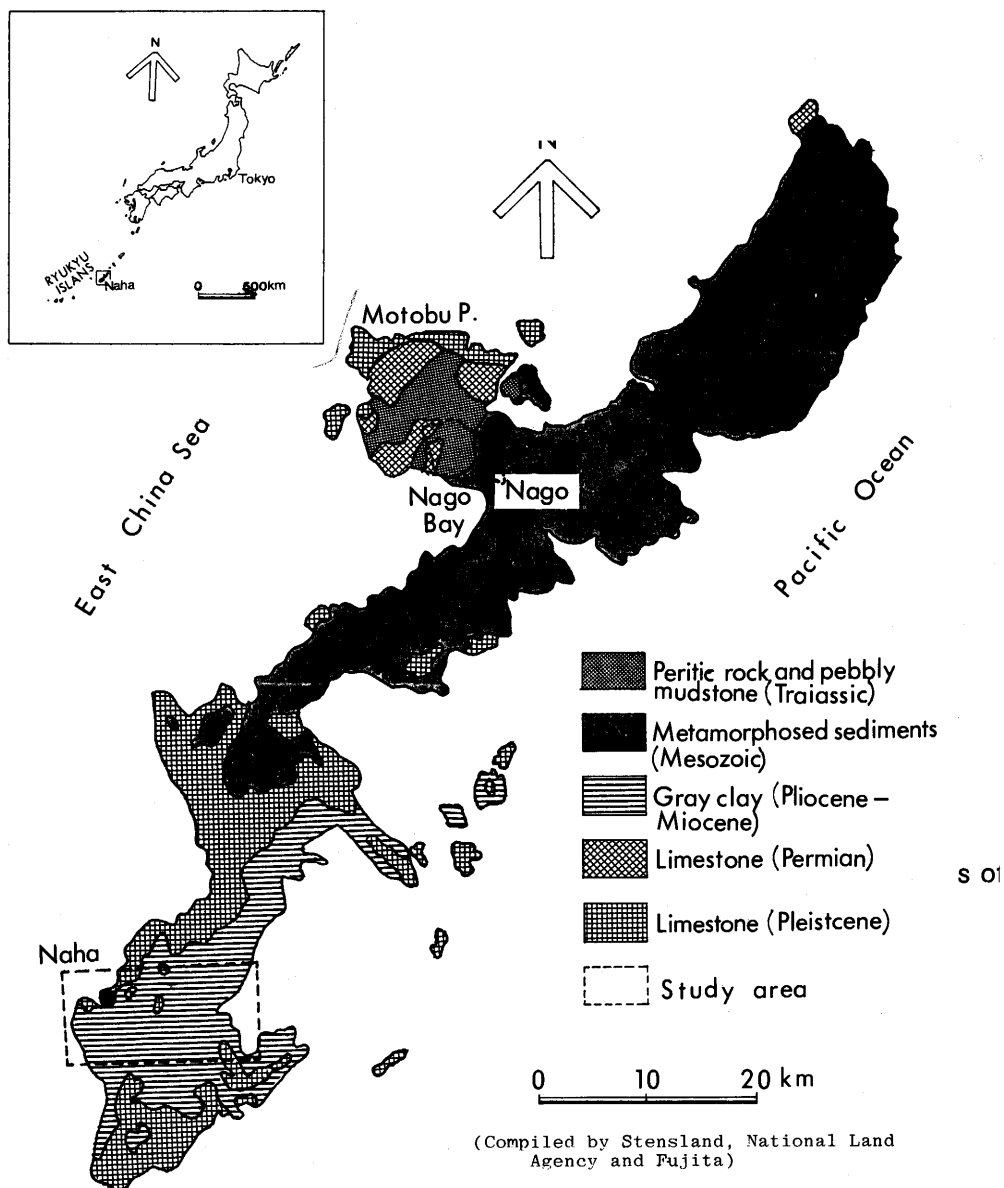 N
Tokyo
RYUKYU
ISLANS
Naha
0 500km
N
Motobu P.
East China Sea
Nago
Nago
Bay
Pacific Ocean
Peritic rock and pebbly
mudstone (Traiassic)
Metamorphosed sediments
(Mesozoic)
Gray clay (Pliocene –
Miocene)
Limestone (Permian)
s of
Limestone (Pleistcene)
Naha
Study area
0 10 20 km
(Compiled by Stensland, National Land
Agency and Fujita)